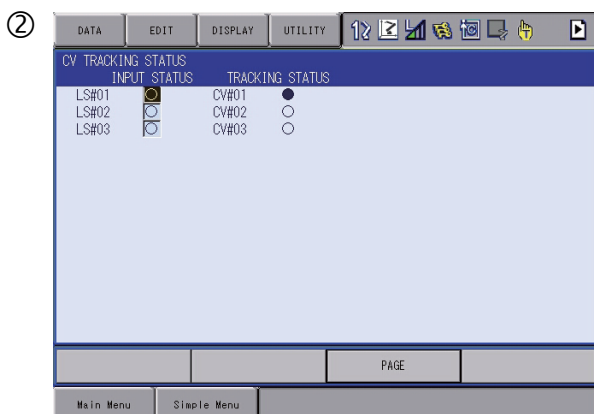 ②
DATA EDIT DISPLAY UTILITY
CV TRACKING STATUS
INPUT STATUS TRACKING STATUS
LS#01 CV#01
LS#02 CV#02
LS#03 CV#03
PAGE
Main Menu Simple Menu